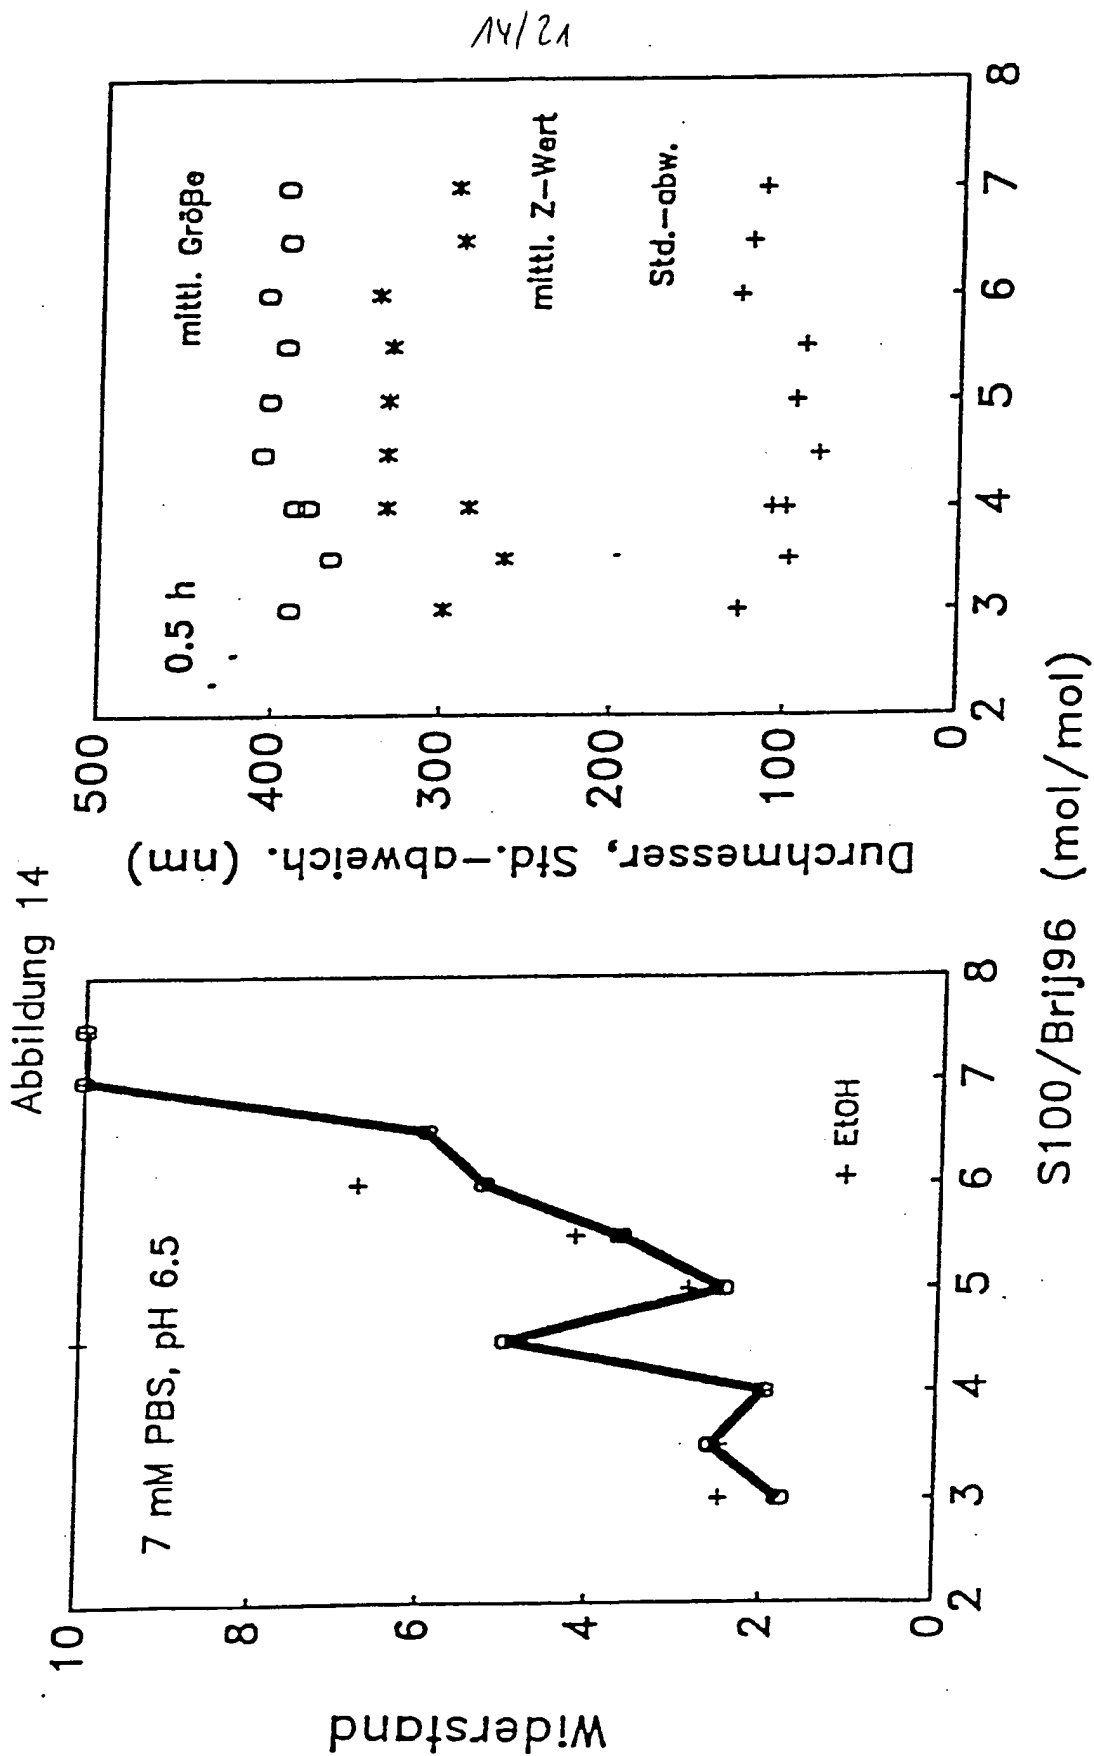 14/21
Abbildung 14
Widerstand
10
8
6
4
2
0
7 mM PBS, pH 6.5
+ EtOH
2 3 4 5 6 7 8
Durchmesser, Std.-abweich. (nm)
500
400
300
200
100
0
0.5 h
mittl. Größe
mittl. Z-Wert
Std.-abw.
2 3 4 5 6 7 8
S100/Brij96 (mol/mol)